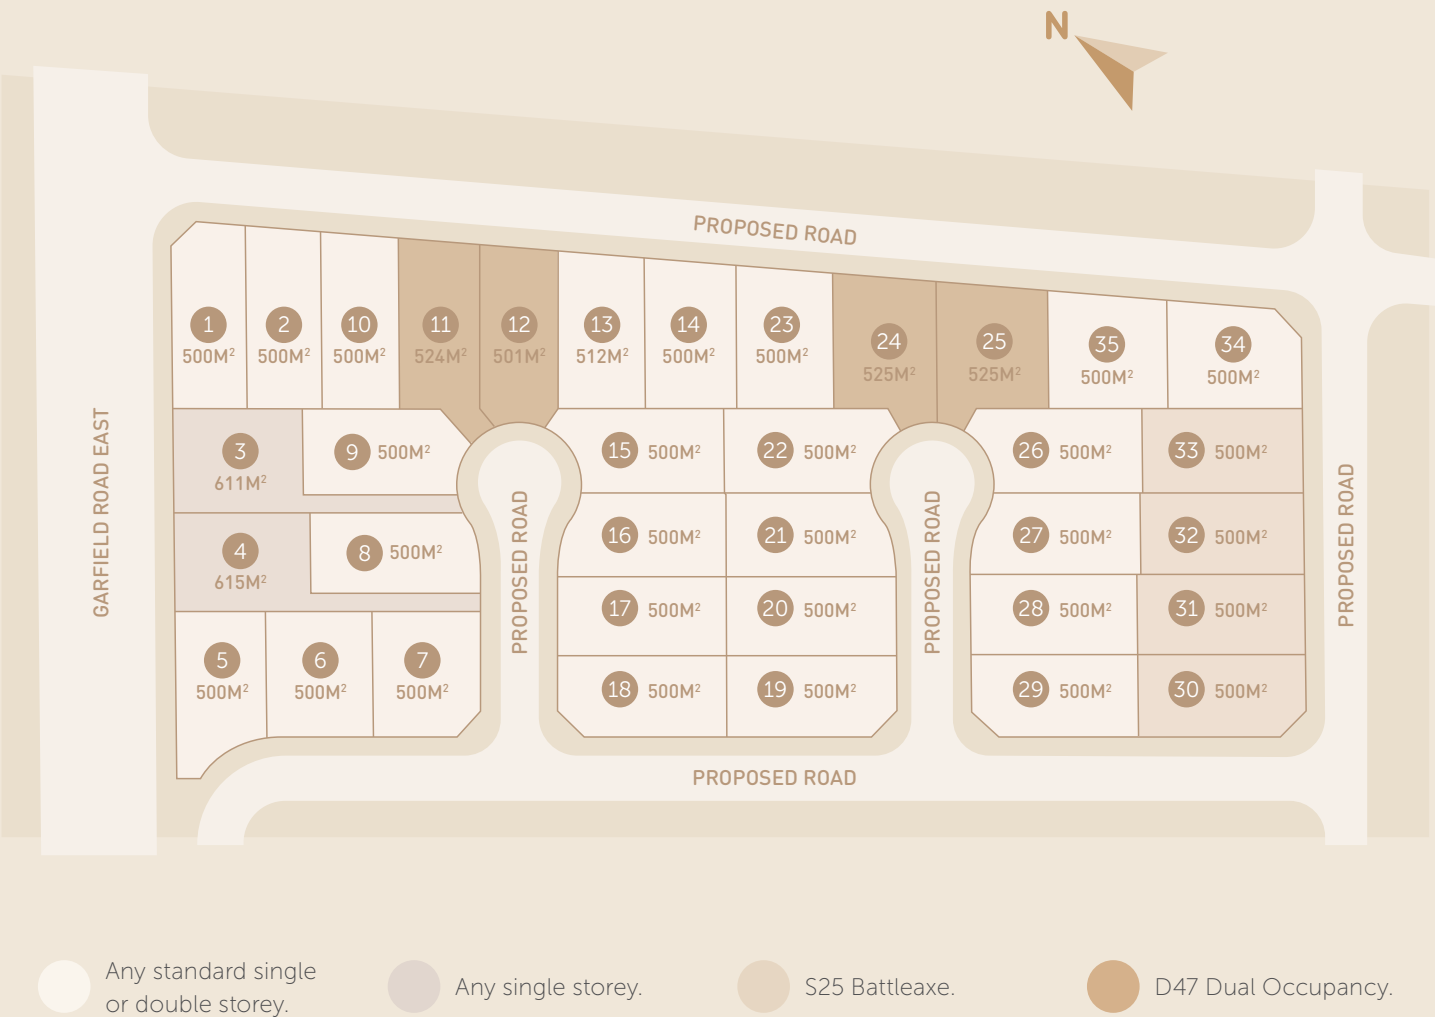 N
PROPOSED ROAD
1
500M²
2
500M²
10
500M²
11
524M²
12
501M²
13
512M²
14
500M²
23
500M²
24
525M²
25
525M²
35
500M²
34
500M²
GARFIELD ROAD EAST
3
611M²
9 500M²
4
615M²
8 500M²
5
500M²
6
500M²
7
500M²
PROPOSED ROAD
15 500M²
22 500M²
16 500M²
21 500M²
17 500M²
20 500M²
18 500M²
19 500M²
PROPOSED ROAD
26 500M²
33 500M²
27 500M²
32 500M²
28 500M²
31 500M²
29 500M²
30 500M²
PROPOSED ROAD
PROPOSED ROAD
Any standard single
or double storey.
Any single storey.
S25 Battleaxe.
D47 Dual Occupancy.